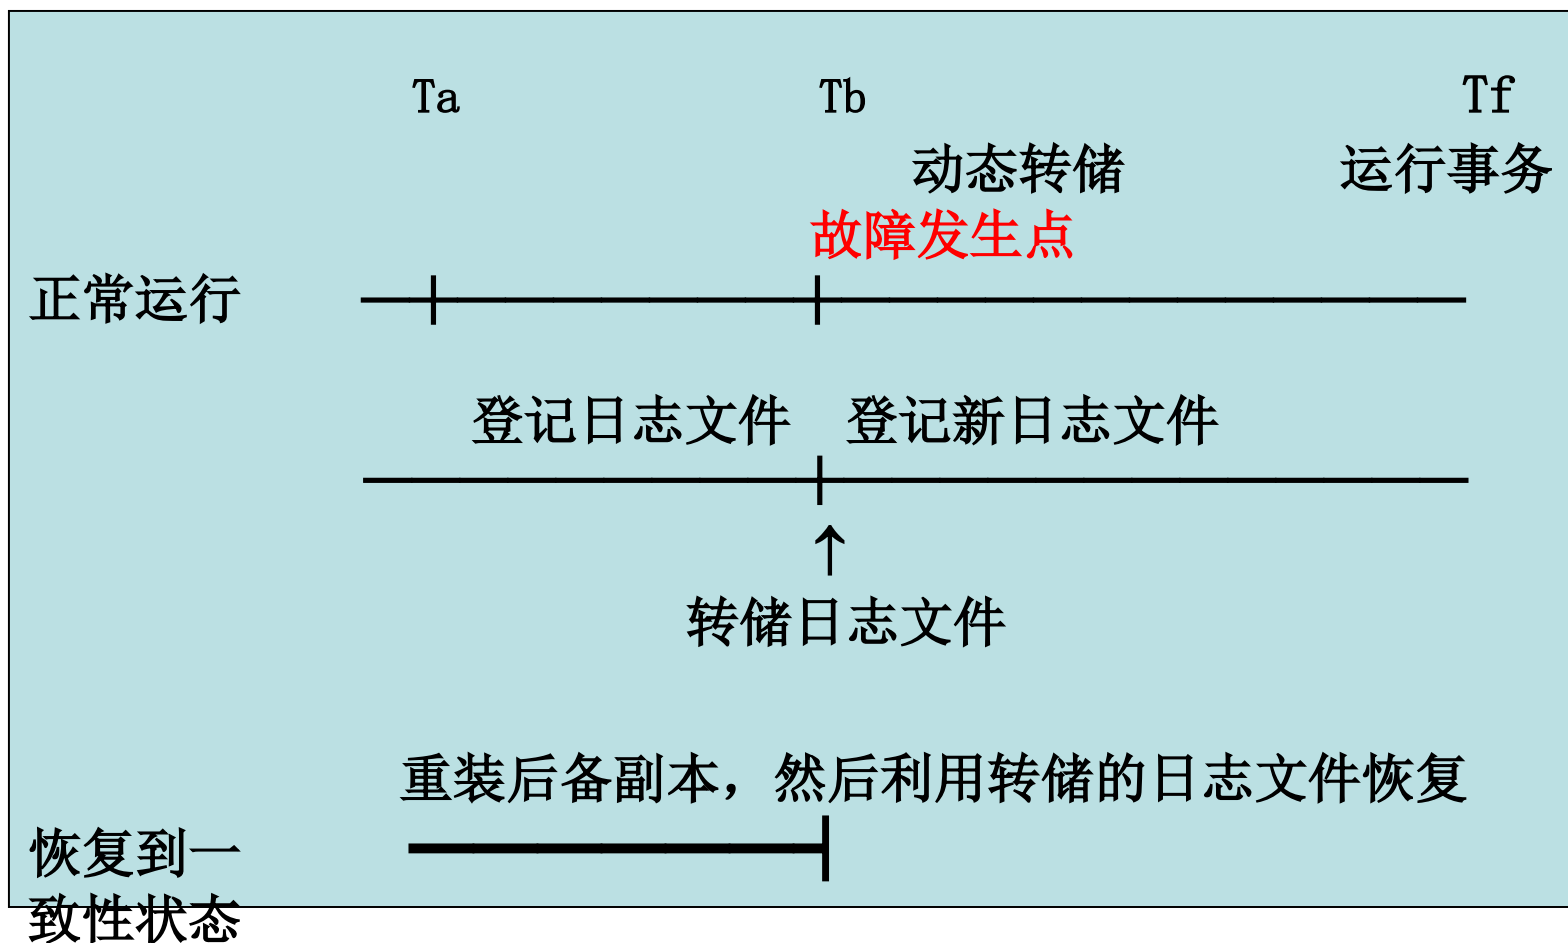 Ta Tb Tf
动态转储 运行事务
故障发生点
正常运行
登记日志文件 登记新日志文件
↑
转储日志文件
重装后备副本，然后利用转储的日志文件恢复
恢复到一
致性状态